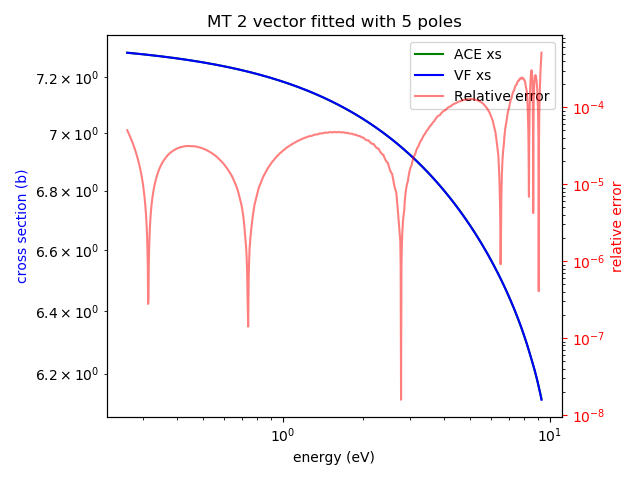 MT 2 vector fitted with 5 poles
ACE xs
VF xs
Relative error
7.2 × 10⁰
7 × 10⁰
6.8 × 10⁰
6.6 × 10⁰
6.4 × 10⁰
6.2 × 10⁰
cross section (b)
10⁻⁴
10⁻⁵
10⁻⁶
10⁻⁷
10⁻⁸
relative error
10⁰
10¹
energy (eV)